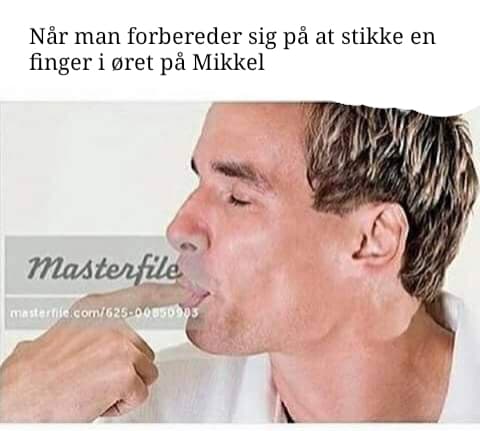 Når man forbereder sig på at stikke en
finger i øret på Mikkel
Masterfile
masterfile.com/625-00850983